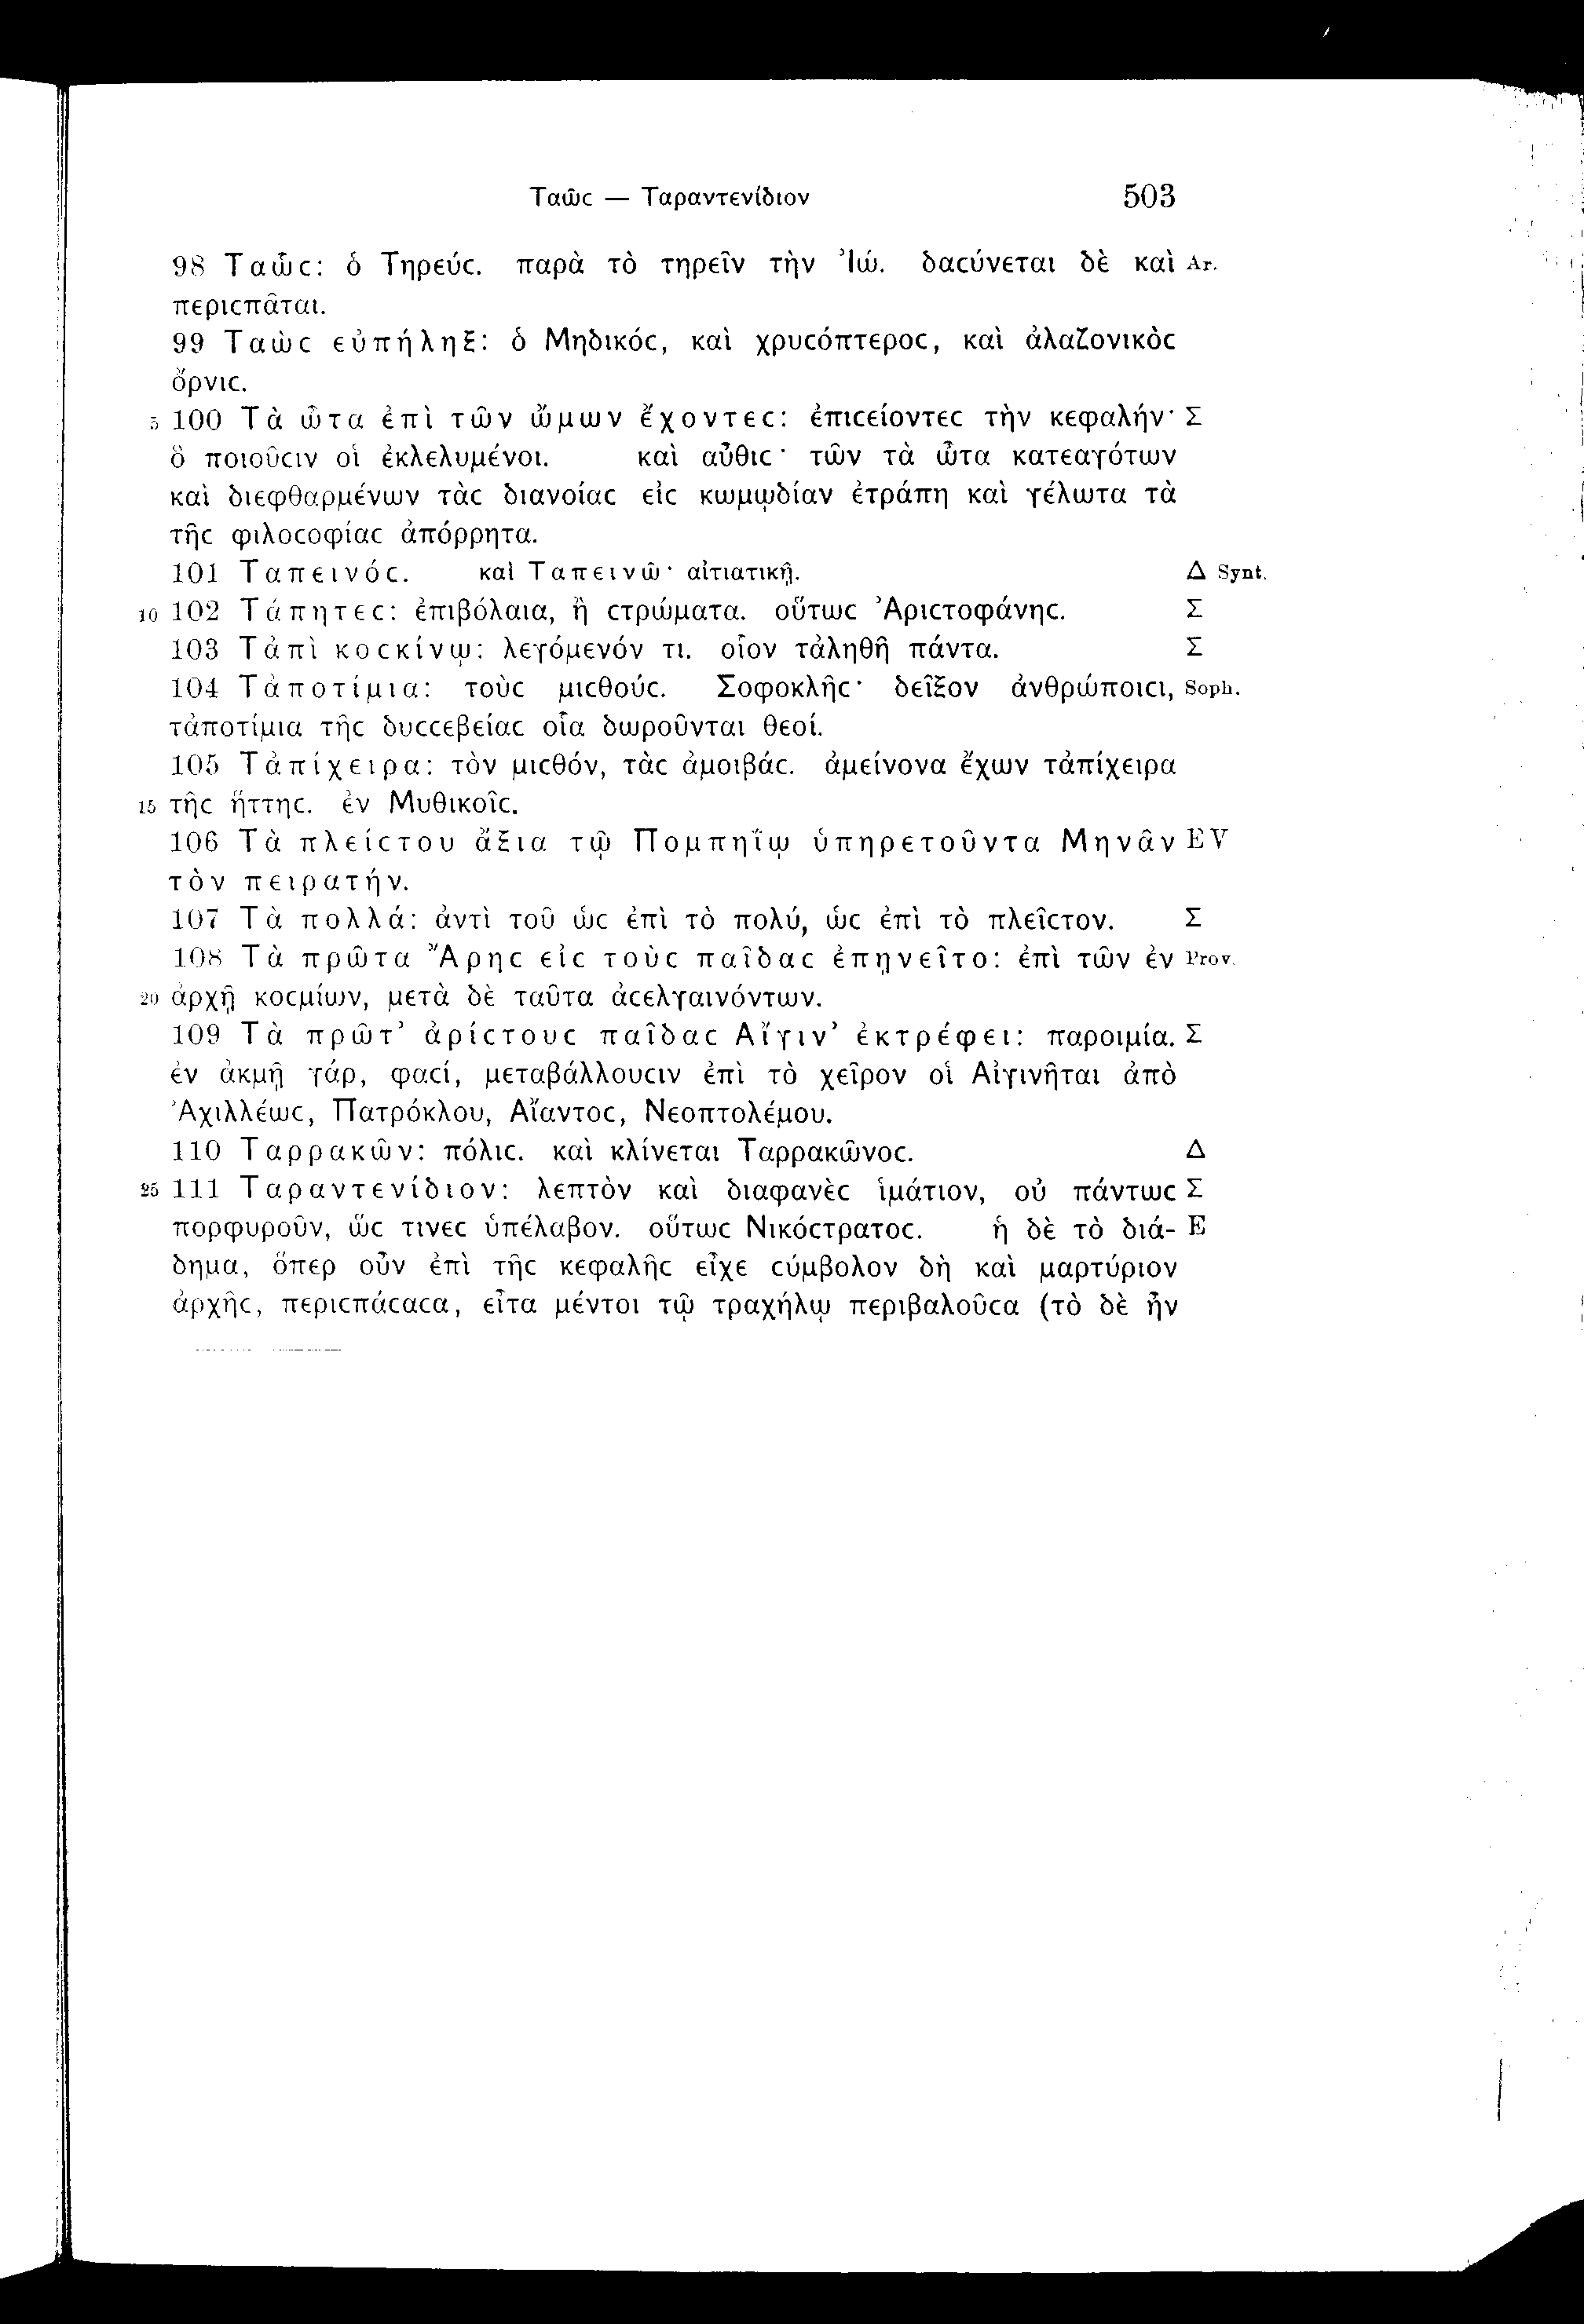 Ταῶϲ — Ταραντενίδιον 503
98 Ταὧϲ: ὁ Τηρεύϲ. παρὰ τὸ τηρεῖν τὴν Ἰώ. δαϲύνεται δὲ καὶ Ar.
περιϲπᾶται.
99 Ταὼϲ εὐπήληξ: ὁ Μηδικόϲ, καὶ χρυϲόπτεροϲ, καὶ ἀλαζονικὸϲ
ὄρνιϲ.
5 100 Τὰ ὦτα ἐπὶ τῶν ὤμων ἔχοντεϲ: ἐπιϲείοντεϲ τὴν κεφαλήν· Σ
ὃ ποιοῦϲιν οἱ ἐκλελυμένοι. καὶ αὖθιϲ· τῶν τὰ ὦτα κατεαγότων
καὶ διεφθαρμένων τὰϲ διανοίαϲ εἰϲ κωμῳδίαν ἐτράπη καὶ γέλωτα τὰ
τῆϲ φιλοϲοφίαϲ ἀπόρρητα.
101 Ταπεινόϲ. καὶ Ταπεινῶ· αἰτιατικῇ. Δ Synt.
10 102 Τάπητεϲ: ἐπιβόλαια, ἢ ϲτρώματα. οὕτωϲ Ἀριϲτοφάνηϲ. Σ
103 Τἀπὶ κοϲκίνῳ: λεγόμενόν τι. οἷον τἀληθῆ πάντα. Σ
104 Τἀποτίμια: τοὺϲ μιϲθούϲ. Σοφοκλῆϲ· δεῖξον ἀνθρώποιϲι, Soph.
τἀποτίμια τῆϲ δυϲϲεβείαϲ οἷα δωροῦνται θεοί.
105 Τἀπίχειρα: τὸν μιϲθόν, τὰϲ ἀμοιβάϲ. ἀμείνονα ἔχων τἀπίχειρα
15 τῆϲ ἥττηϲ. ἐν Μυθικοῖϲ.
106 Τὰ πλείϲτου ἄξια τῷ Πομπηΐῳ ὑπηρετοῦντα Μηνᾶν EV
τὸν πειρατήν.
107 Τὰ πολλά: ἀντὶ τοῦ ὡϲ ἐπὶ τὸ πολύ, ὡϲ ἐπὶ τὸ πλεῖϲτον. Σ
108 Τὰ πρῶτα Ἄρηϲ εἰϲ τοὺϲ παῖδαϲ ἐπῃνεῖτο: ἐπὶ τῶν ἐν Prov.
20 ἀρχῇ κοϲμίων, μετὰ δὲ ταῦτα ἀϲελγαινόντων.
109 Τὰ πρῶτ’ ἀρίϲτουϲ παῖδαϲ Αἴγιν’ ἐκτρέφει: παροιμία. Σ
ἐν ἀκμῇ γάρ, φαϲί, μεταβάλλουϲιν ἐπὶ τὸ χεῖρον οἱ Αἰγινῆται ἀπὸ
Ἀχιλλέωϲ, Πατρόκλου, Αἴαντοϲ, Νεοπτολέμου.
110 Ταρρακῶν: πόλιϲ. καὶ κλίνεται Ταρρακῶνοϲ. Δ
25 111 Ταραντενίδιον: λεπτὸν καὶ διαφανὲϲ ἱμάτιον, οὐ πάντωϲ Σ
πορφυροῦν, ὥϲ τινεϲ ὑπέλαβον. οὕτωϲ Νικόϲτρατοϲ. ἡ δὲ τὸ διά- E
δημα, ὅπερ οὖν ἐπὶ τῆϲ κεφαλῆϲ εἶχε ϲύμβολον δὴ καὶ μαρτύριον
ἀρχῆϲ, περιϲπάϲαϲα, εἶτα μέντοι τῷ τραχήλῳ περιβαλοῦϲα (τὸ δὲ ἦν